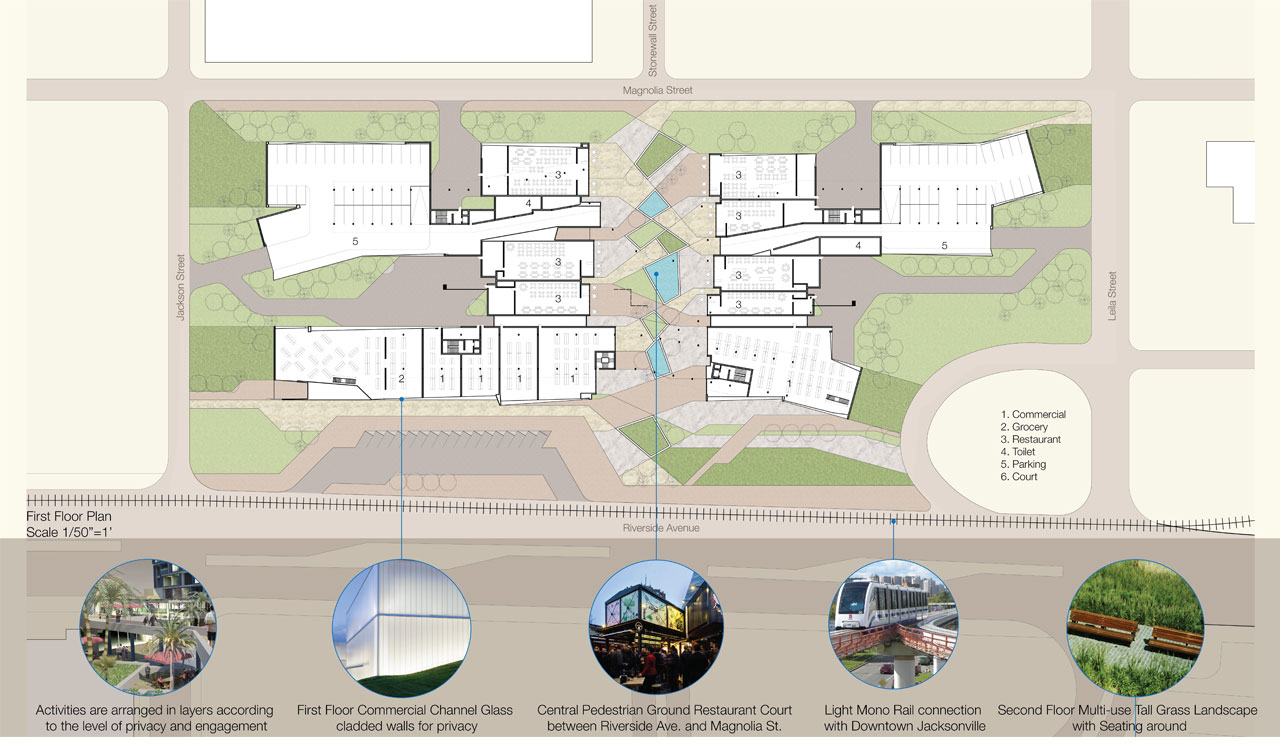 Stonewall Street
Magnolia Street
3
3
4
3
5
4
5
3
3
3
3
Jackson Street
Leila Street
2
1
1
1
1
1
1. Commercial
2. Grocery
3. Restaurant
4. Toilet
5. Parking
6. Court
First Floor Plan
Scale 1/50”=1’
Riverside Avenue
Activities are arranged in layers according
to the level of privacy and engagement
First Floor Commercial Channel Glass
cladded walls for privacy
Central Pedestrian Ground Restaurant Court
between Riverside Ave. and Magnolia St.
Light Mono Rail connection
with Downtown Jacksonville
Second Floor Multi-use Tall Grass Landscape
with Seating around